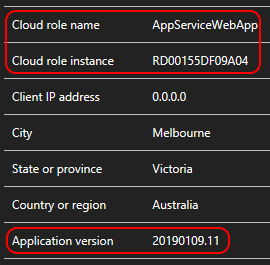 Cloud role name AppServiceWebApp
Cloud role instance RD00155DF09A04
Client IP address 0.0.0.0
City Melbourne
State or province Victoria
Country or region Australia
Application version 20190109.11